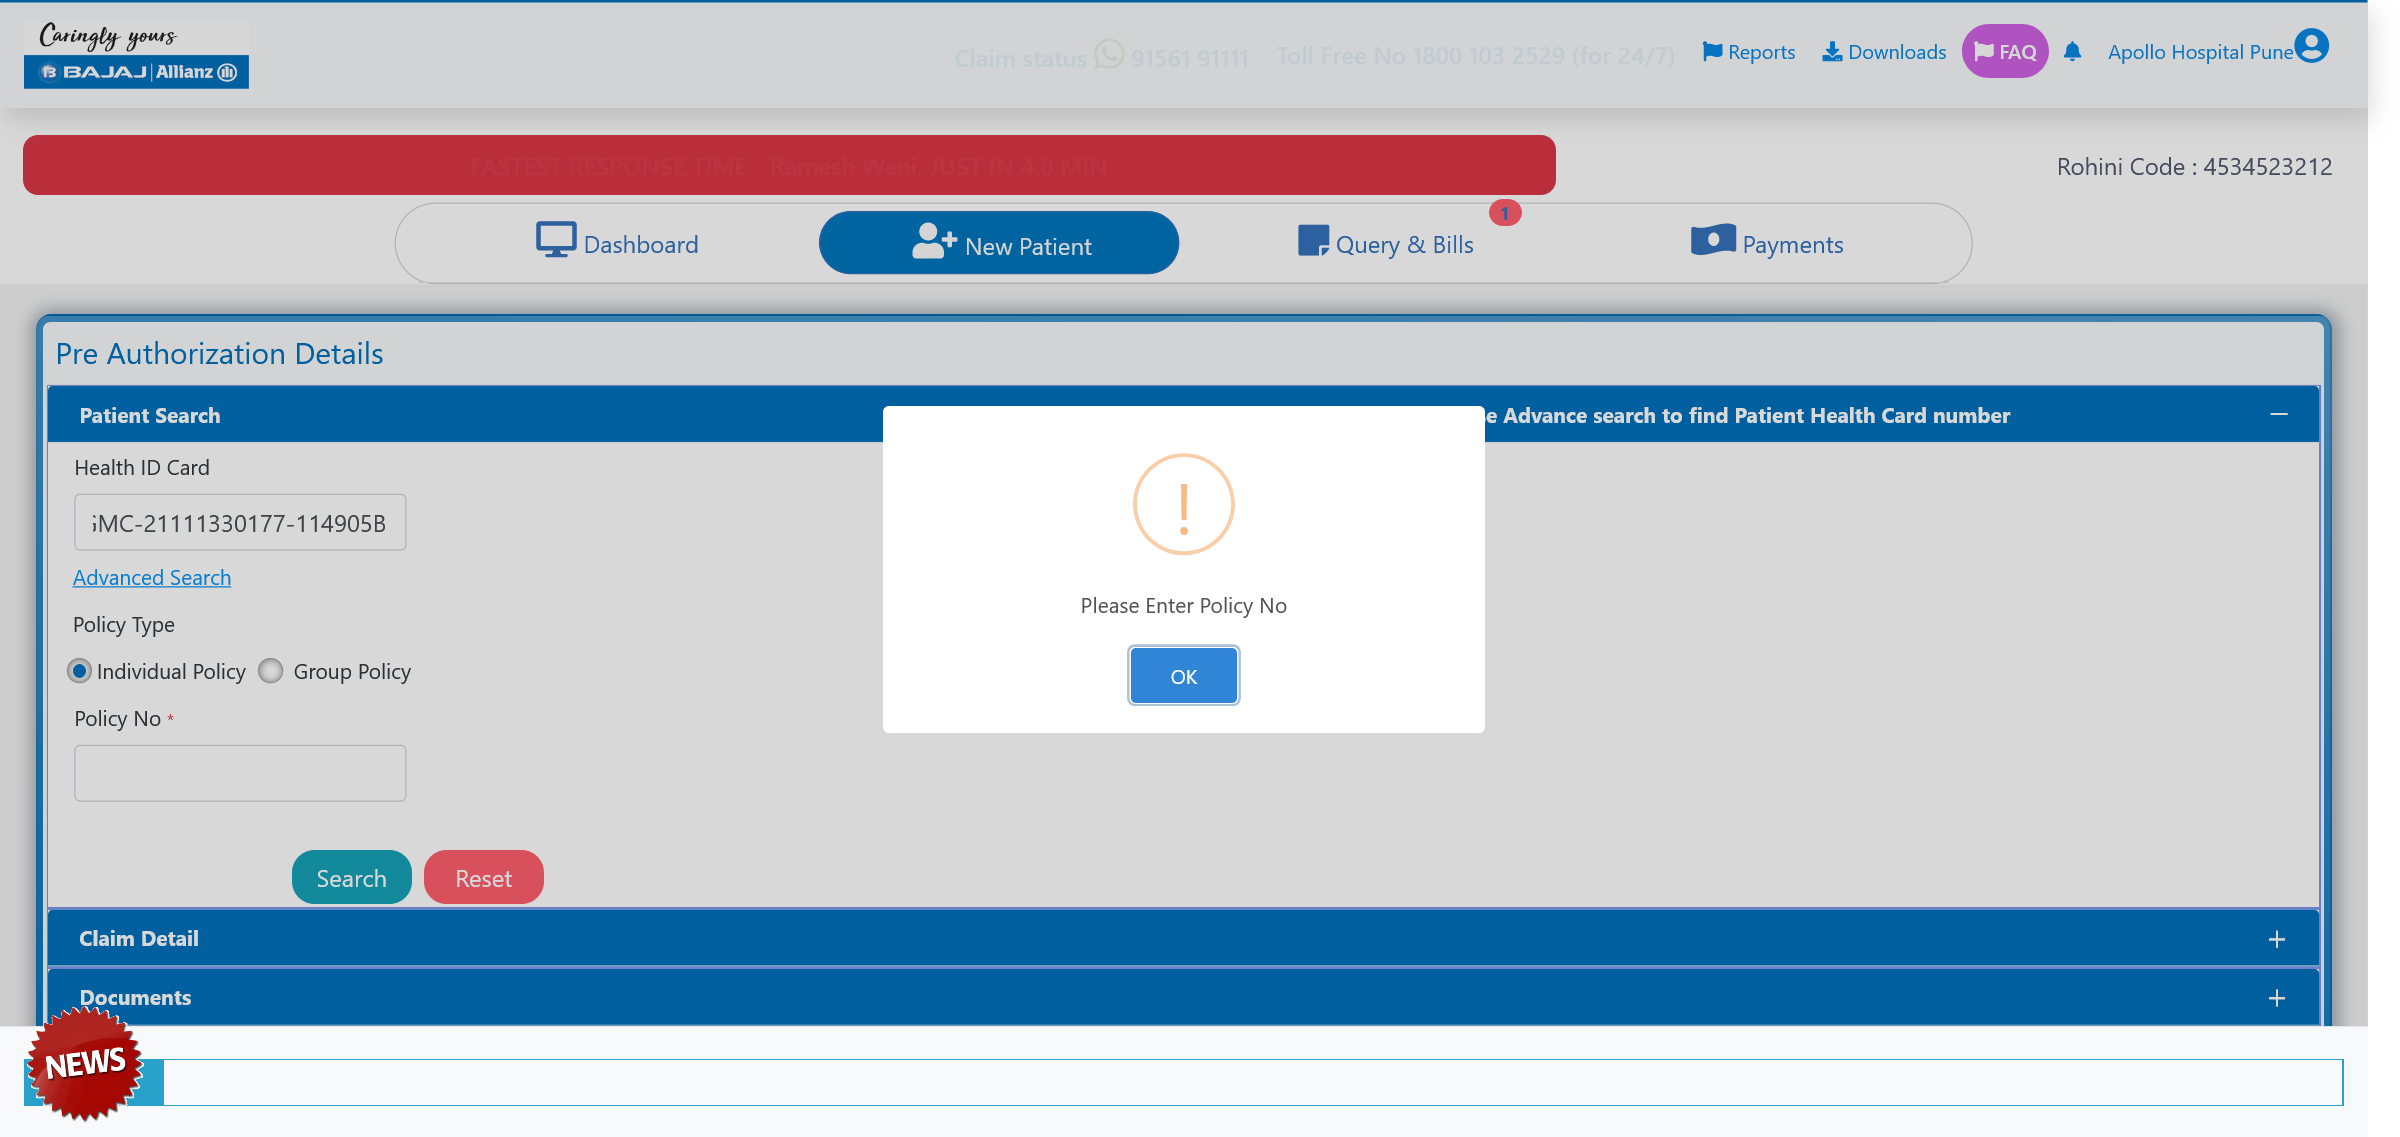 Caringly yours
BAJAJ | Allianz
Claim status 91561 91111 Toll Free No 1800 103 2529 (for 24/7) Reports Downloads FAQ Apollo Hospital Pune
FASTEST RESPONSE TIME - Ramesh Wani, JUST IN 4.0 MIN
Rohini Code : 4534523212
Dashboard New Patient Query & Bills 1 Payments
Pre Authorization Details
Patient Search Advance search to find Patient Health Card number
Health ID Card
MC-21111330177-114905B
Advanced Search
Policy Type
Individual Policy Group Policy
Policy No *
Search Reset
!
Please Enter Policy No
OK
Claim Detail
Documents
NEWS